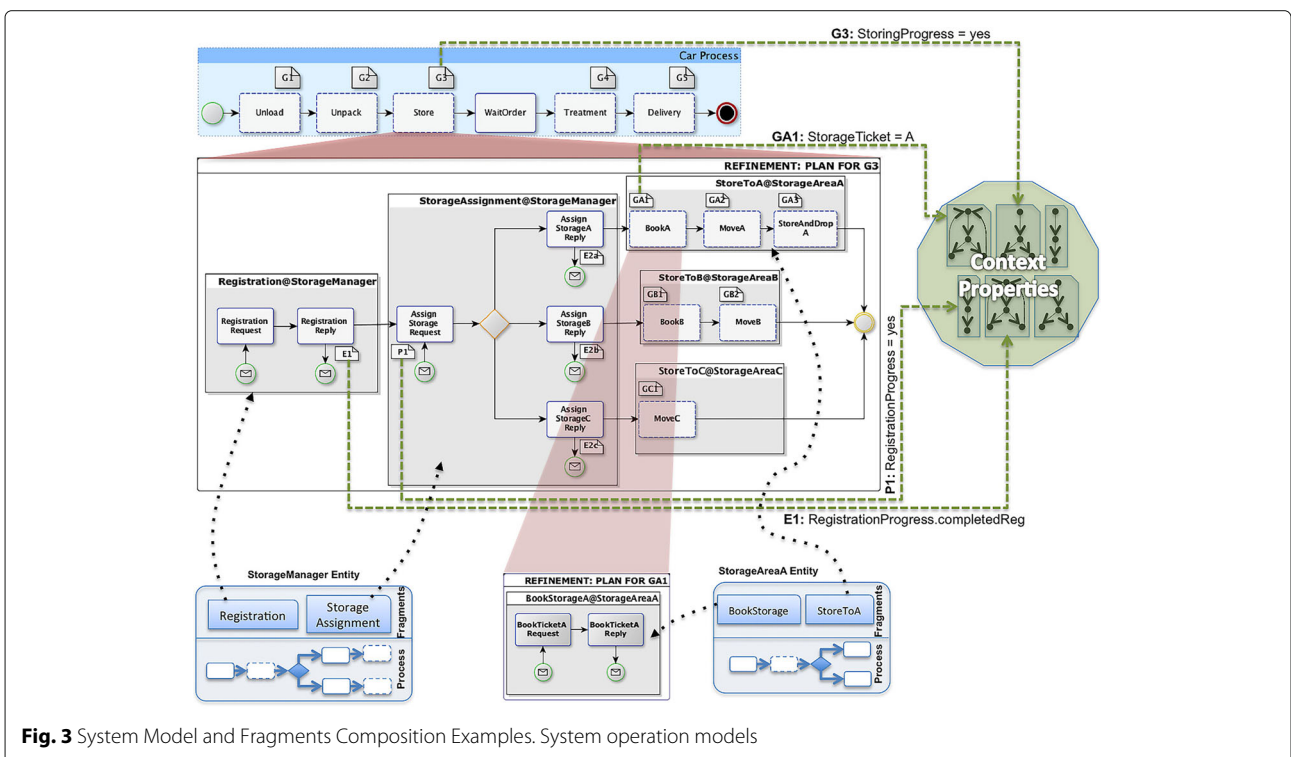 G3: StoringProgress = yes
Car Process
G1
G2
G3
G4
G5
Unload
Unpack
Store
WaitOrder
Treatment
Delivery
GA1: StorageTicket = A
REFINEMENT: PLAN FOR G3
StoreToA@StorageArea​A
StorageAssignment@StorageManager
GA1
GA2
GA3
Assign
StorageA
Reply
BookA
MoveA
StoreAndDrop
A
E2a
Context
Properties
Registration@StorageManager
StoreToB@StorageAreaB
GB1
GB2
Registration
Request
Registration
Reply
Assign
Storage
Request
Assign
StorageB
Reply
BookB
MoveB
E1
P1
E2b
StoreToC@StorageAreaC
GC1
Assign
StorageC
Reply
MoveC
E2c
P1: RegistrationProgress = yes
E1: RegistrationProgress.completedReg
StorageManager Entity
Registration
Storage
Assignment
Fragments
Process
REFINEMENT: PLAN FOR GA1
BookStorageA@StorageAreaA
BookTicketA
Request
BookTicketA
Reply
StorageAreaA Entity
BookStorage
StoreToA
Fragments
Process
Fig. 3 System Model and Fragments Composition Examples. System operation models